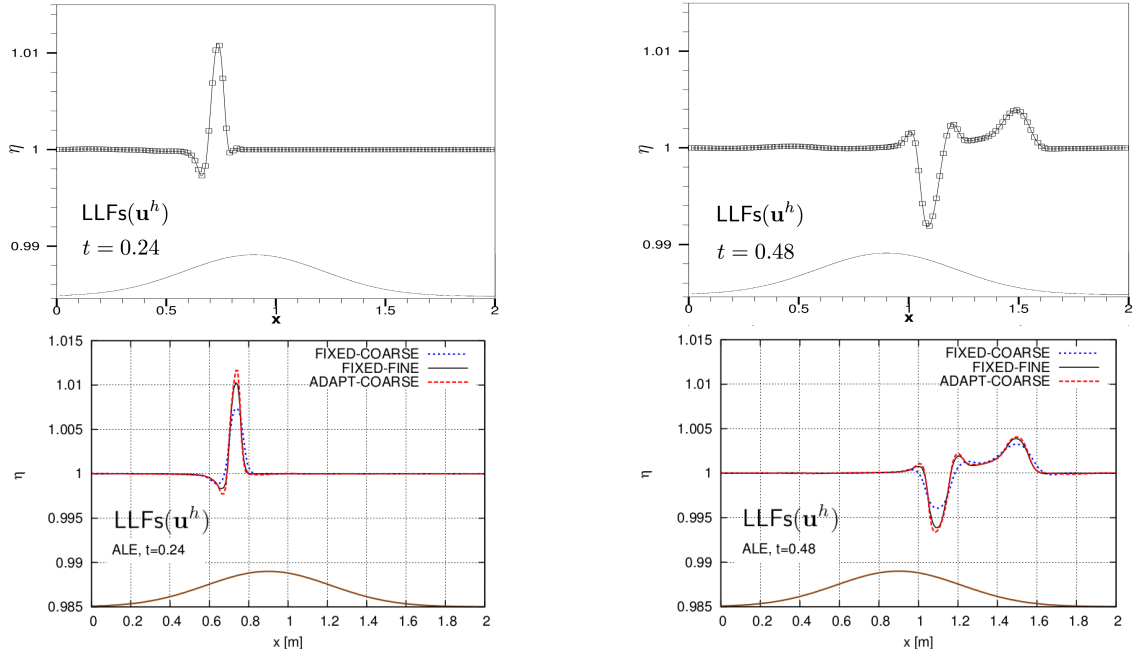 1.01
1
0.99
η
LLFs(u^h)
t = 0.24
0 0.5 1 1.5 2
x
1.01
1
0.99
η
LLFs(u^h)
t = 0.48
0 0.5 1 1.5 2
x
1.015
1.01
1.005
1
0.995
0.99
0.985
η
FIXED-COARSE
FIXED-FINE
ADAPT-COARSE
LLFs(u^h)
ALE, t=0.24
0 0.2 0.4 0.6 0.8 1 1.2 1.4 1.6 1.8 2
x [m]
1.015
1.01
1.005
1
0.995
0.99
0.985
η
FIXED-COARSE
FIXED-FINE
ADAPT-COARSE
LLFs(u^h)
ALE, t=0.48
0 0.2 0.4 0.6 0.8 1 1.2 1.4 1.6 1.8 2
x [m]